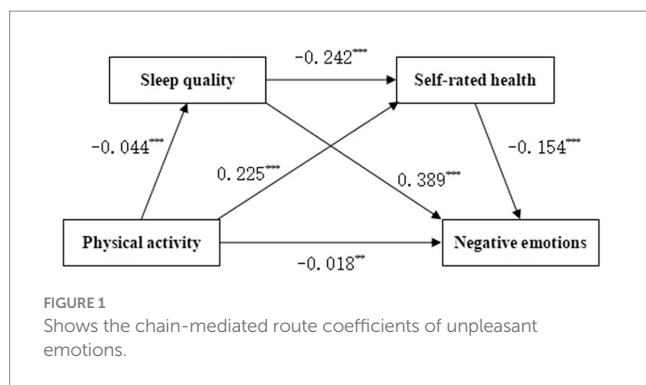 -0.242***
Sleep quality
Self-rated health
-0.044***
-0.154***
0.225***
0.389***
Physical activity
Negative emotions
-0.018**
FIGURE 1
Shows the chain-mediated route coefficients of unpleasant
emotions.